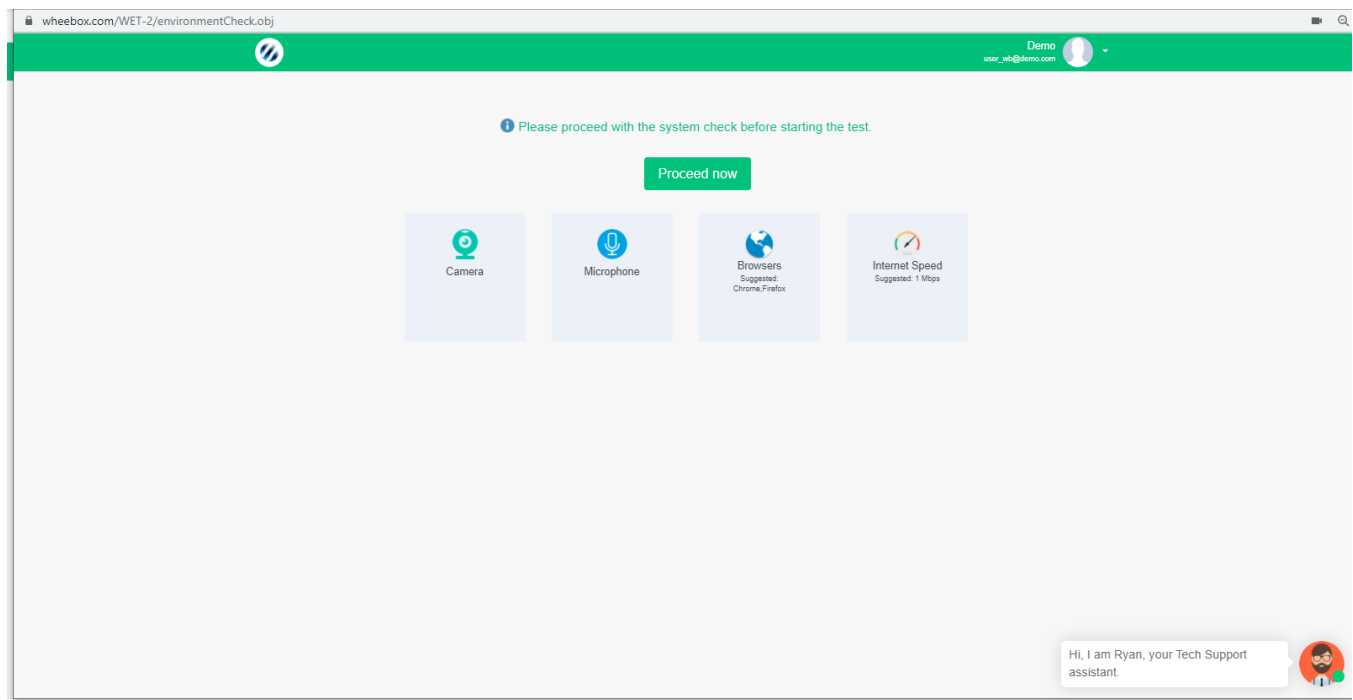 wheebox.com/WET-2/environmentCheck.obj
Demo
user_wb@demo.com
Please proceed with the system check before starting the test.
Proceed now
Camera
Microphone
Browsers
Suggested:
Chrome,Firefox
Internet Speed
Suggested: 1 Mbps
Hi, I am Ryan, your Tech Support
assistant.